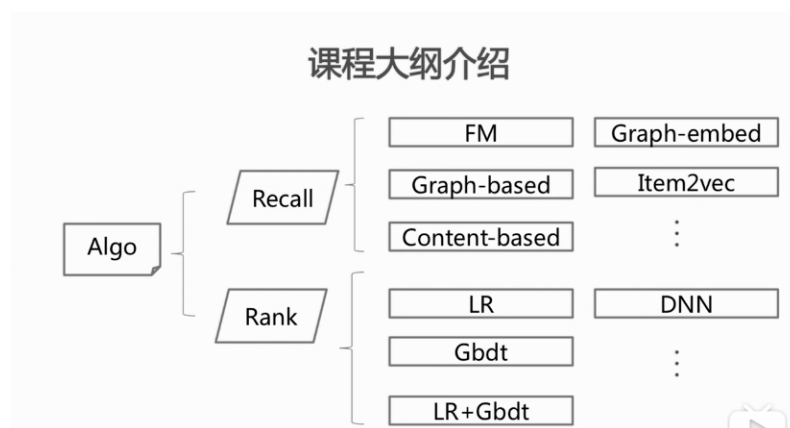 课程大纲介绍
FM
Graph-embed
Recall
Graph-based
Item2vec
Content-based
Algo
Rank
LR
DNN
Gbdt
LR+Gbdt